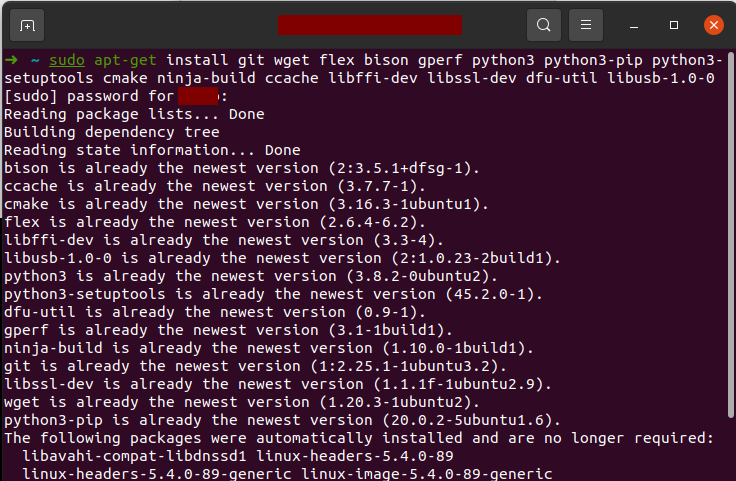 ➜ ~ sudo apt-get install git wget flex bison gperf python3 python3-pip python3-
setuptools cmake ninja-build ccache libffi-dev libssl-dev dfu-util libusb-1.0-0
[sudo] password for :
Reading package lists... Done
Building dependency tree
Reading state information... Done
bison is already the newest version (2:3.5.1+dfsg-1).
ccache is already the newest version (3.7.7-1).
cmake is already the newest version (3.16.3-1ubuntu1).
flex is already the newest version (2.6.4-6.2).
libffi-dev is already the newest version (3.3-4).
libusb-1.0-0 is already the newest version (2:1.0.23-2build1).
python3 is already the newest version (3.8.2-0ubuntu2).
python3-setuptools is already the newest version (45.2.0-1).
dfu-util is already the newest version (0.9-1).
gperf is already the newest version (3.1-1build1).
ninja-build is already the newest version (1.10.0-1build1).
git is already the newest version (1:2.25.1-1ubuntu3.2).
libssl-dev is already the newest version (1.1.1f-1ubuntu2.9).
wget is already the newest version (1.20.3-1ubuntu2).
python3-pip is already the newest version (20.0.2-5ubuntu1.6).
The following packages were automatically installed and are no longer required:
  libavahi-compat-libdnssd1 linux-headers-5.4.0-89
  linux-headers-5.4.0-89-generic linux-image-5.4.0-89-generic